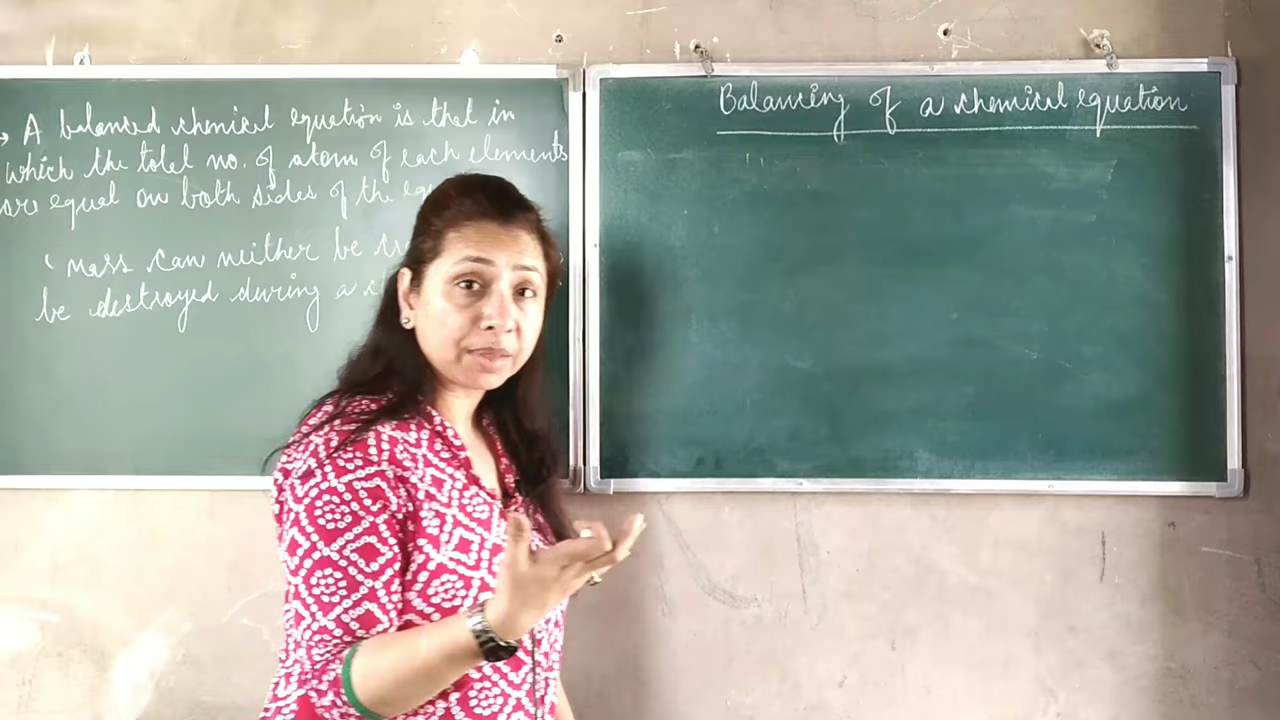 → A balanced chemical equation is that in
which the total no. of atom of each elements
are equal on both sides of the
' Mass can neither be
be destroyed during a
Balancing of a chemical equation